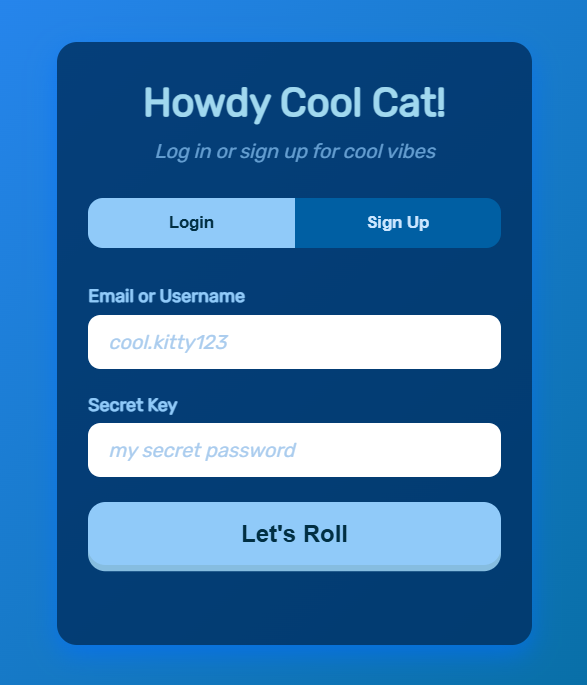 Howdy Cool Cat!
Log in or sign up for cool vibes
Login Sign Up
Email or Username
cool.kitty123
Secret Key
my secret password
Let's Roll